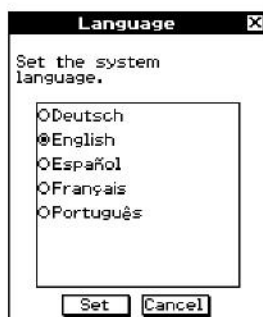 Language
Set the system
language.
Deutsch
English
Español
Français
Português
Set Cancel